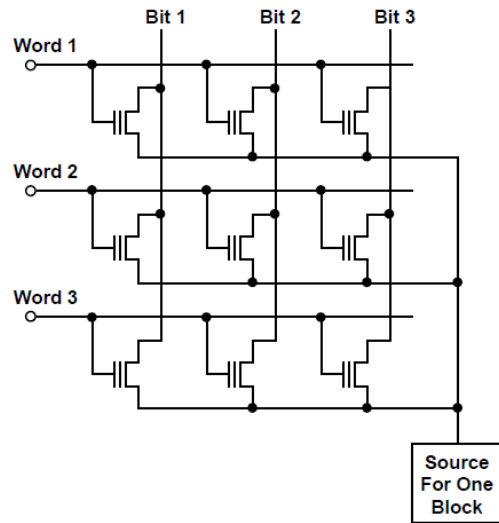 Bit 1 Bit 2 Bit 3
Word 1
Word 2
Word 3
Source
For One
Block